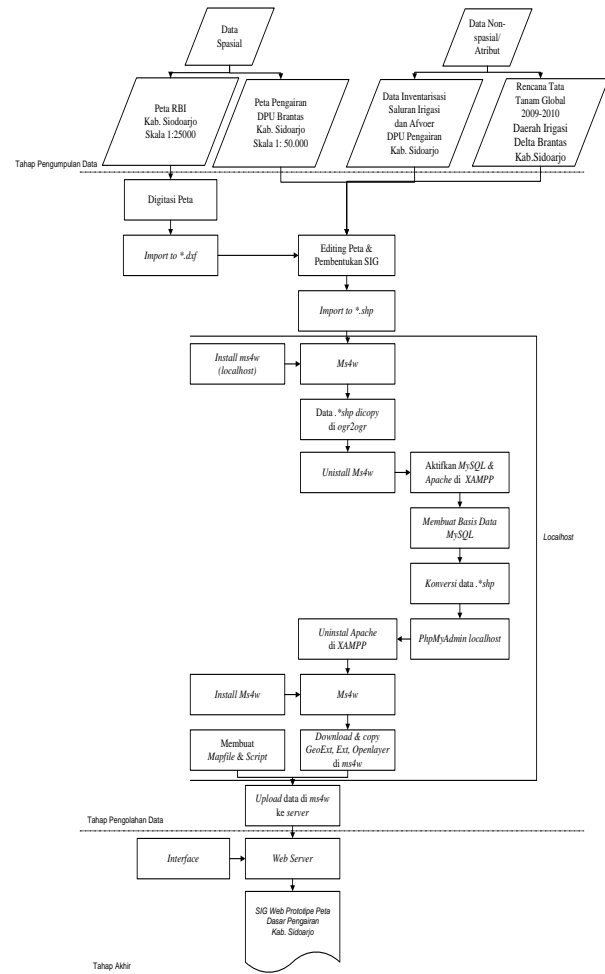 Data
Spasial
Data Non-
spasial/
Atribut
Peta RBI
Kab. Siodoarjo
Skala 1:25000
Peta Pengairan
DPU Brantas
Kab. Sidoarjo
Skala 1: 50.000
Data Inventarisasi
Saluran Irigasi
dan Afvoer
DPU Pengairan
Kab. Sidoarjo
Rencana Tata
Tanam Global
2009-2010
Daerah Irigasi
Delta Brantas
Kab.Sidoarjo
Tahap Pengumpulan Data
Digitasi Peta
Import to *.dxf
Editing Peta &
Pembentukan SIG
Import to *.shp
Install ms4w
(localhost)
Ms4w
Data .*shp dicopy
di ogr2ogr
Unistall Ms4w
Aktifkan MySQL &
Apache di XAMPP
Membuat Basis Data
MySQL
Localhost
Konversi data .*shp
Uninstal Apache
di XAMPP
PhpMyAdmin localhost
Install Ms4w
Ms4w
Membuat
Mapfile & Script
Download & copy
GeoExt, Ext, Openlayer
di ms4w
Upload data di ms4w
ke server
Tahap Pengolahan Data
Interface
Web Server
SIG Web Prototipe Peta
Dasar Pengairan
Kab. Sidoarjo
Tahap Akhir